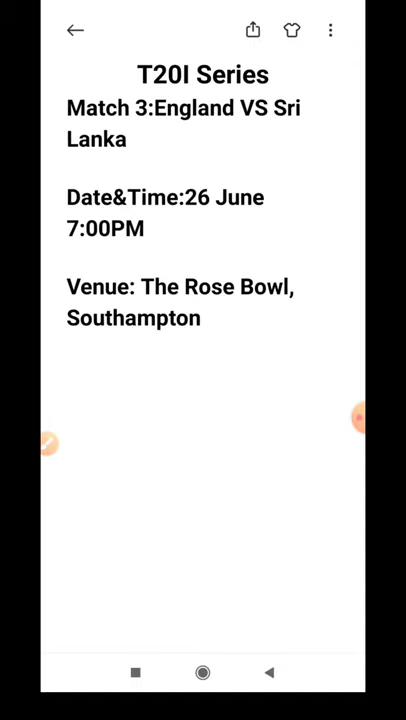 T20I Series
Match 3:England VS Sri
Lanka
Date&Time:26 June
7:00PM
Venue: The Rose Bowl,
Southampton